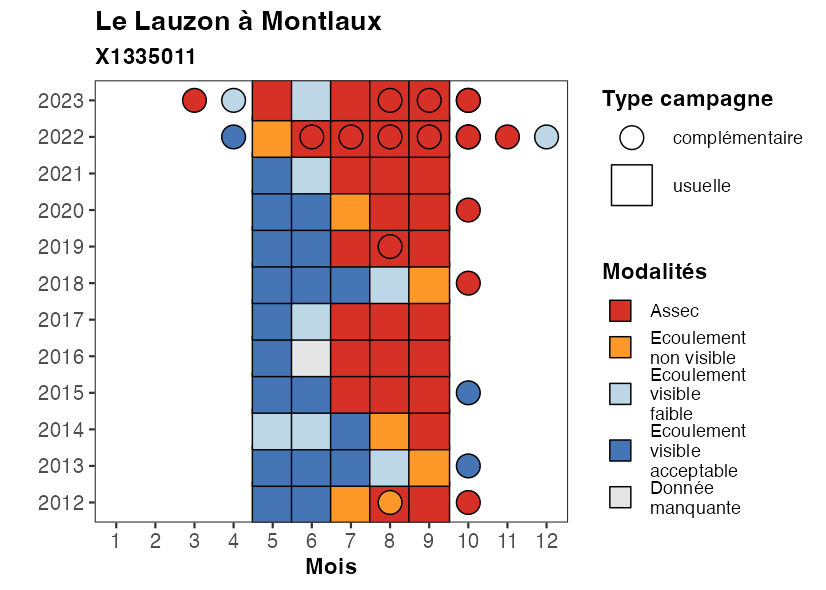 Le Lauzon à Montlaux
X1335011
2023
2022
2021
2020
2019
2018
2017
2016
2015
2014
2013
2012
1 2 3 4 5 6 7 8 9 10 11 12
Mois
Type campagne
complémentaire
usuelle
Modalités
Assec
Ecoulement
non visible
Ecoulement
visible
faible
Ecoulement
visible
acceptable
Donnée
manquante